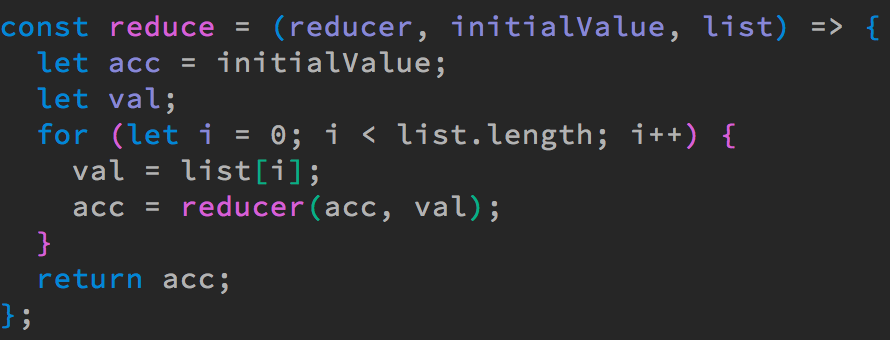 const reduce = (reducer, initialValue, list) => {
  let acc = initialValue;
  let val;
  for (let i = 0; i < list.length; i++) {
    val = list[i];
    acc = reducer(acc, val);
  }
  return acc;
};